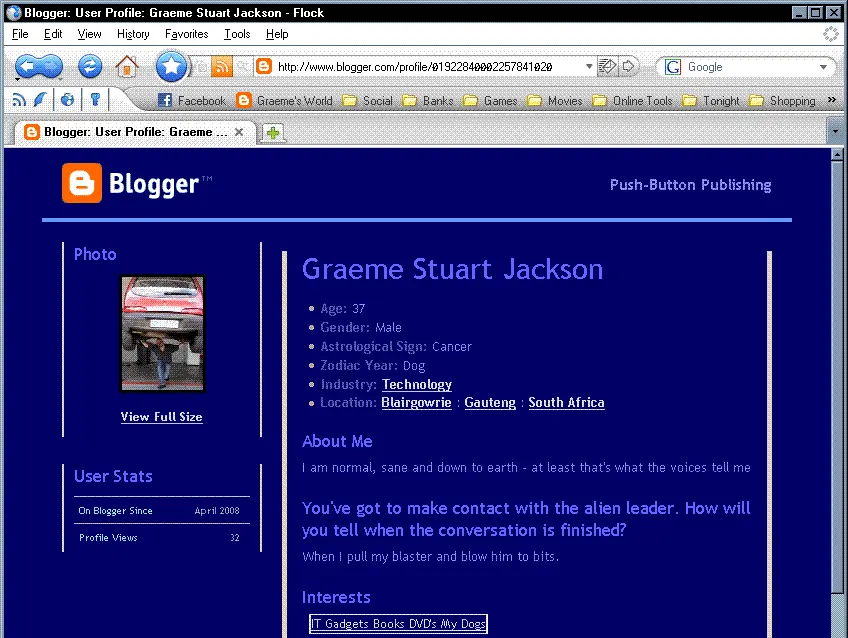 Blogger: User Profile: Graeme Stuart Jackson - Flock
File Edit View History Favorites Tools Help
http://www.blogger.com/profile/01922840002257841020
Google
Facebook Graeme's World Social Banks Games Movies Online Tools Tonight Shopping »
Blogger: User Profile: Graeme ...
Blogger™
Push-Button Publishing
Photo
View Full Size
User Stats
On Blogger Since April 2008
Profile Views 32
Graeme Stuart Jackson
Age: 37
Gender: Male
Astrological Sign: Cancer
Zodiac Year: Dog
Industry: Technology
Location: Blairgowrie : Gauteng : South Africa
About Me
I am normal, sane and down to earth - at least that's what the voices tell me
You've got to make contact with the alien leader. How will
you tell when the conversation is finished?
When I pull my blaster and blow him to bits.
Interests
IT Gadgets Books DVD's My Dogs